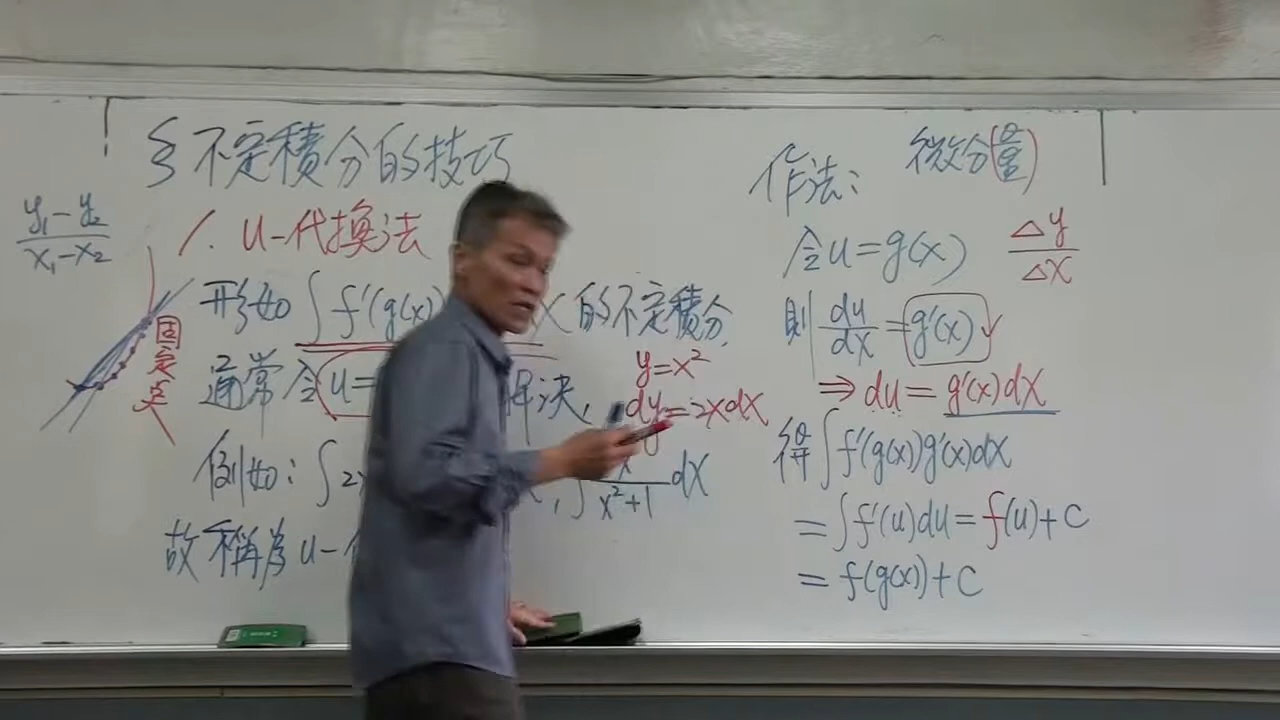 § 不定積分的技巧
1. u-代換法
形如 ∫f'(g(x) x 的不定積分,
通常令 u= 解決,
例如: ∫2x , ∫ x/(x²+1) dx
故稱為 u-
y₁-y₂/x₁-x₂
固定点
y=x²
dy=2xdx
微分(量)
作法:
令u=g(x)
Δy/Δx
則 du/dx=g'(x) ✓
⇒ du=g'(x)dx
得∫f'(g(x))g'(x)dx
=∫f'(u)du=f(u)+c
=f(g(x))+c